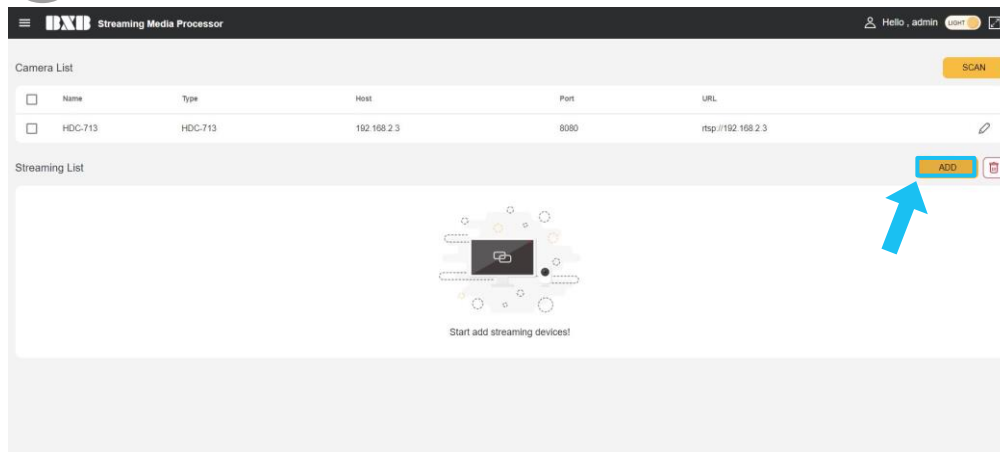 BXB Streaming Media Processor Hello , admin LIGHT
Camera List SCAN
Name Type Host Port URL
HDC-713 HDC-713 192.168.2.3 8080 rtsp://192.168.2.3
Streaming List ADD
Start add streaming devices!